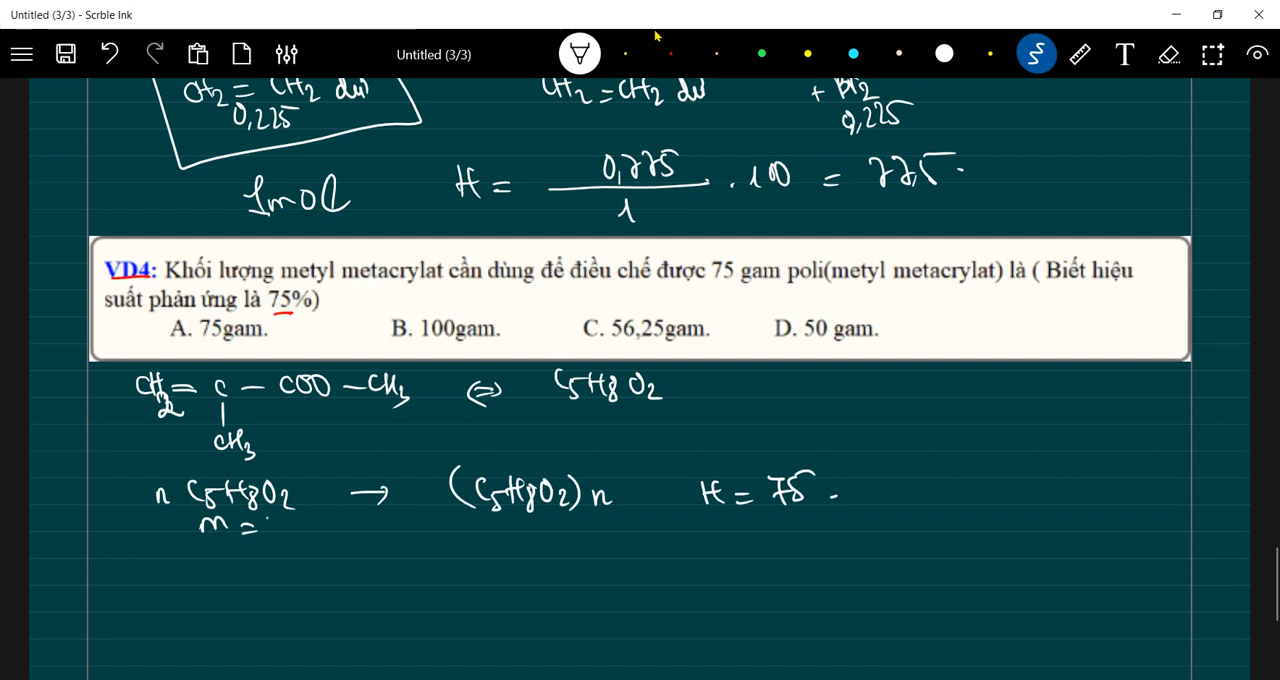 Untitled (3/3) - Scrble Ink
Untitled (3/3)
T
CH2 = CH2 dư
0,225
CH2 = CH2 dư + Br2
0,225
1mol
H = 0,225 / 1 . 100 = 22,5
VD4: Khối lượng metyl metacrylat cần dùng để điều chế được 75 gam poli(metyl metacrylat) là ( Biết hiệu
suất phản ứng là 75%)
A. 75gam. B. 100gam. C. 56,25gam. D. 50 gam.
CH2 = C - COO - CH3 ⇔ C5H8O2
CH3
n C5H8O2 → (C5H8O2)n H = 75
m =